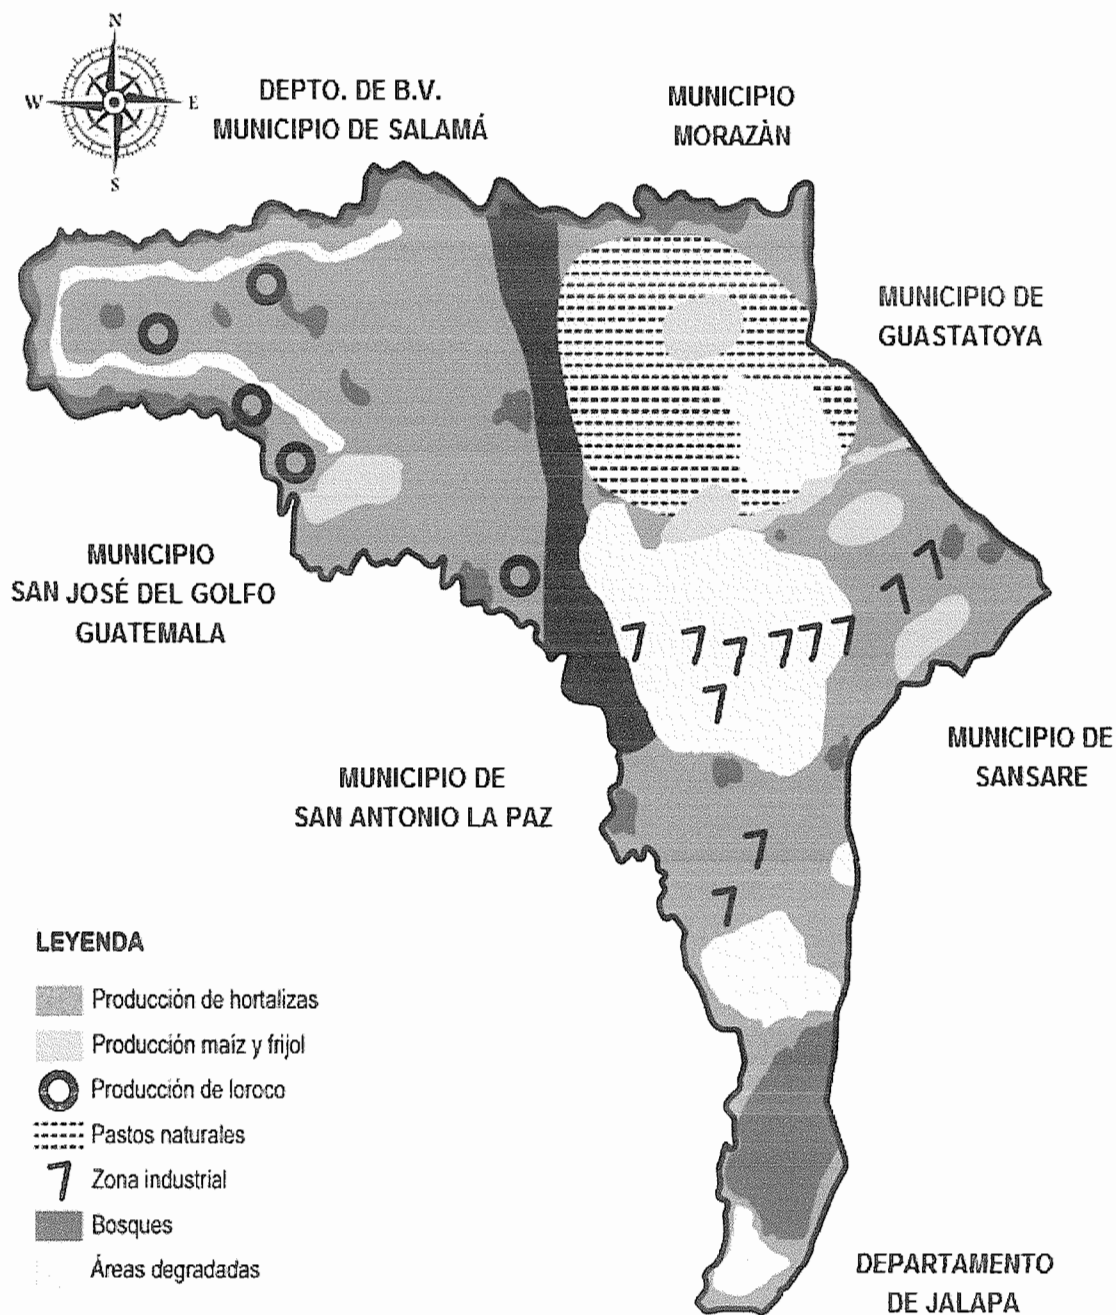 N
W E
S
DEPTO. DE B.V.
MUNICIPIO DE SALAMÁ
MUNICIPIO
MORAZÀN
MUNICIPIO DE
GUASTATOYA
MUNICIPIO
SAN JOSÉ DEL GOLFO
GUATEMALA
MUNICIPIO DE
SANSARE
MUNICIPIO DE
SAN ANTONIO LA PAZ
LEYENDA
Producción de hortalizas
Producción maíz y frijol
Producción de loroco
Pastos naturales
Zona industrial
Bosques
Áreas degradadas
DEPARTAMENTO
DE JALAPA